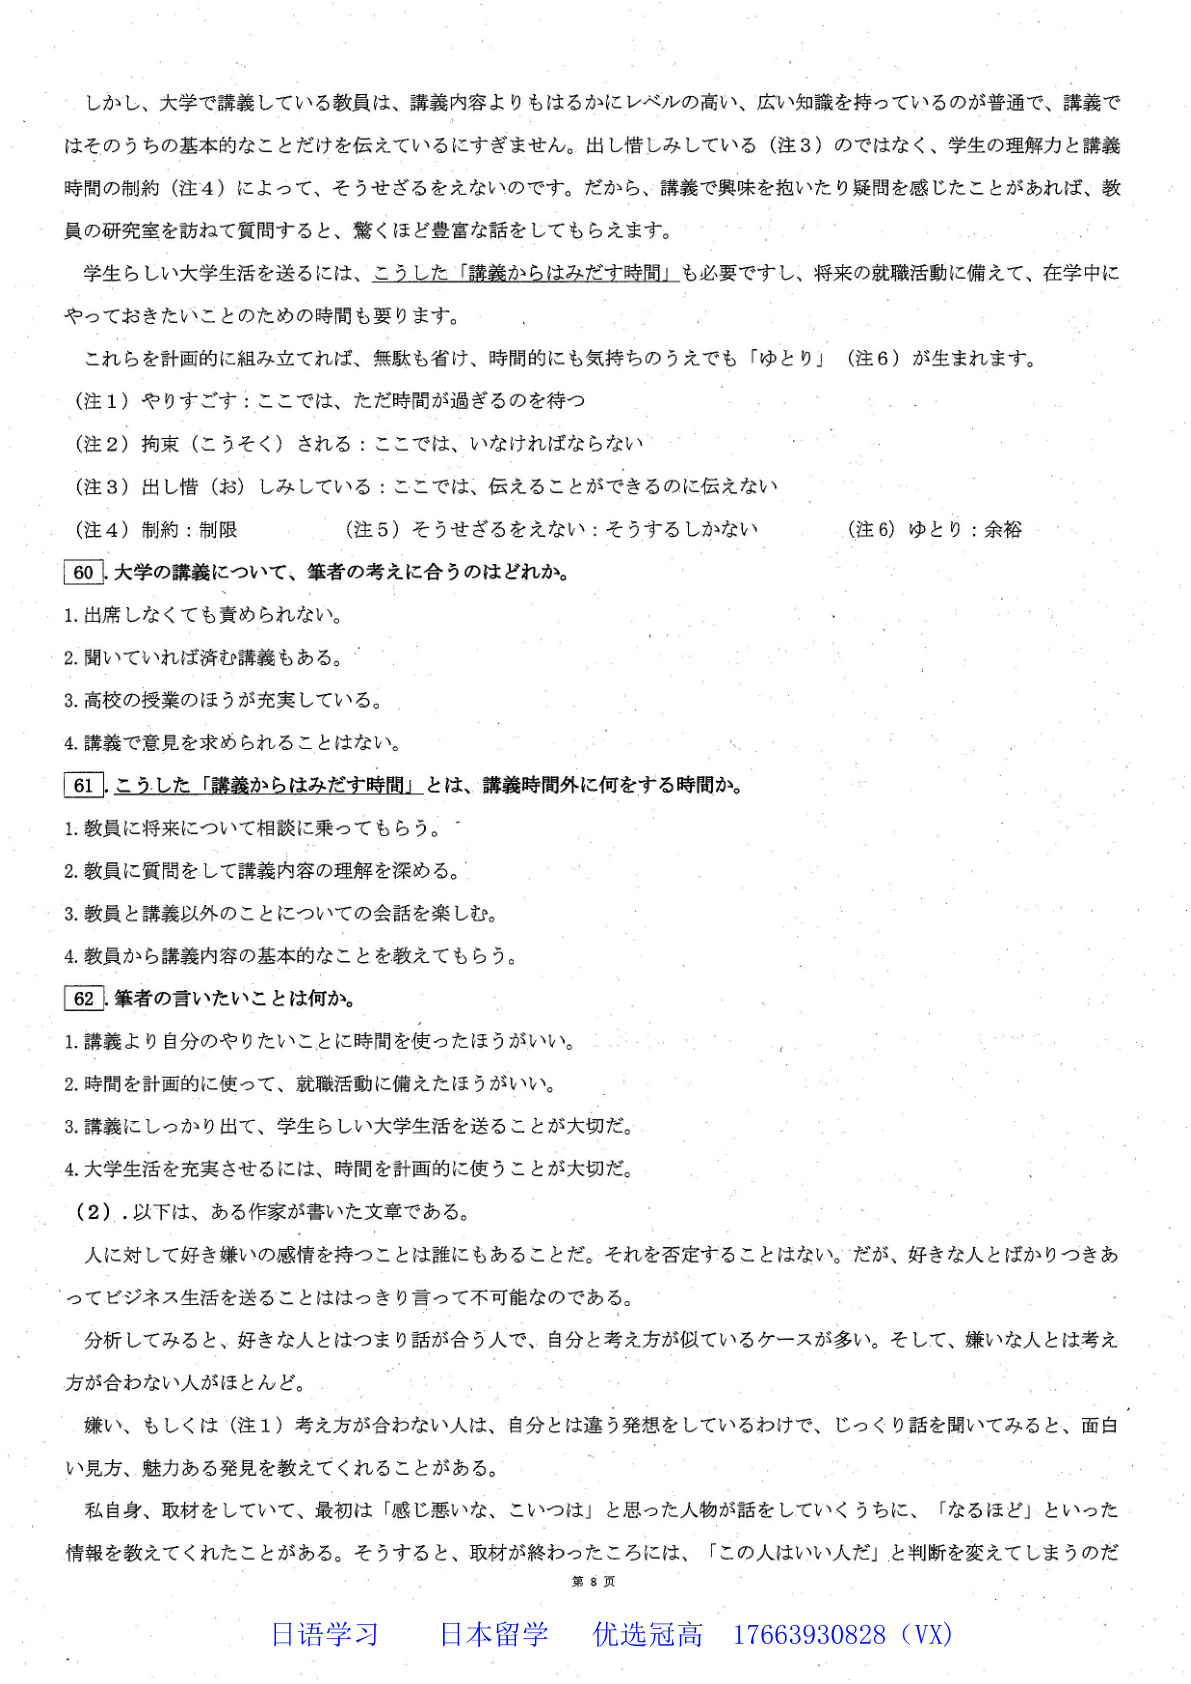 しかし、大学で講義している教員は、講義内容よりもはるかにレベルの高い、広い知識を持っているのが普通で、講義で
はそのうちの基本的なことだけを伝えているにすぎません。出し惜しみしている（注３）のではなく、学生の理解力と講義
時間の制約（注４）によって、そうせざるをえないのです。だから、講義で興味を抱いたり疑問を感じたことがあれば、教
員の研究室を訪ねて質問すると、驚くほど豊富な話をしてもらえます。
学生らしい大学生活を送るには、こうした「講義からはみだす時間」も必要ですし、将来の就職活動に備えて、在学中に
やっておきたいことのための時間も要ります。
これらを計画的に組み立てれば、無駄も省け、時間的にも気持ちのうえでも「ゆとり」（注６）が生まれます。
（注１）やりすごす：ここでは、ただ時間が過ぎるのを待つ
（注２）拘束（こうそく）される：ここでは、いなければならない
（注３）出し惜（お）しみしている：ここでは、伝えることができるのに伝えない
（注４）制約：制限　（注５）そうせざるをえない：そうするしかない　（注６）ゆとり：余裕
60.大学の講義について、筆者の考えに合うのはどれか。
1.出席しなくても責められない。
2.聞いていれば済む講義もある。
3.高校の授業のほうが充実している。
4.講義で意見を求められることはない。
61.こうした「講義からはみだす時間」とは、講義時間外に何をする時間か。
1.教員に将来について相談に乗ってもらう。
2.教員に質問をして講義内容の理解を深める。
3.教員と講義以外のことについての会話を楽しむ。
4.教員から講義内容の基本的なことを教えてもらう。
62.筆者の言いたいことは何か。
1.講義より自分のやりたいことに時間を使ったほうがいい。
2.時間を計画的に使って、就職活動に備えたほうがいい。
3.講義にしっかり出て、学生らしい大学生活を送ることが大切だ。
4.大学生活を充実させるには、時間を計画的に使うことが大切だ。
（2）.以下は、ある作家が書いた文章である。
人に対して好き嫌いの感情を持つことは誰にもあることだ。それを否定することはない。だが、好きな人とばかりつきあ
ってビジネス生活を送ることははっきり言って不可能なのである。
分析してみると、好きな人とはつまり話が合う人で、自分と考え方が似ているケースが多い。そして、嫌いな人とは考え
方が合わない人がほとんど。
嫌い、もしくは（注１）考え方が合わない人は、自分とは違う発想をしているわけで、じっくり話を聞いてみると、面白
い見方、魅力ある発見を教えてくれることがある。
私自身、取材をしていて、最初は「感じ悪いな、こいつは」と思った人物が話をしていくうちに、「なるほど」といった
情報を教えてくれたことがある。そうすると、取材が終わったころには、「この人はいい人だ」と判断を変えてしまうのだ
第 8 页
日语学习　日本留学　优选冠高　17663930828（VX)